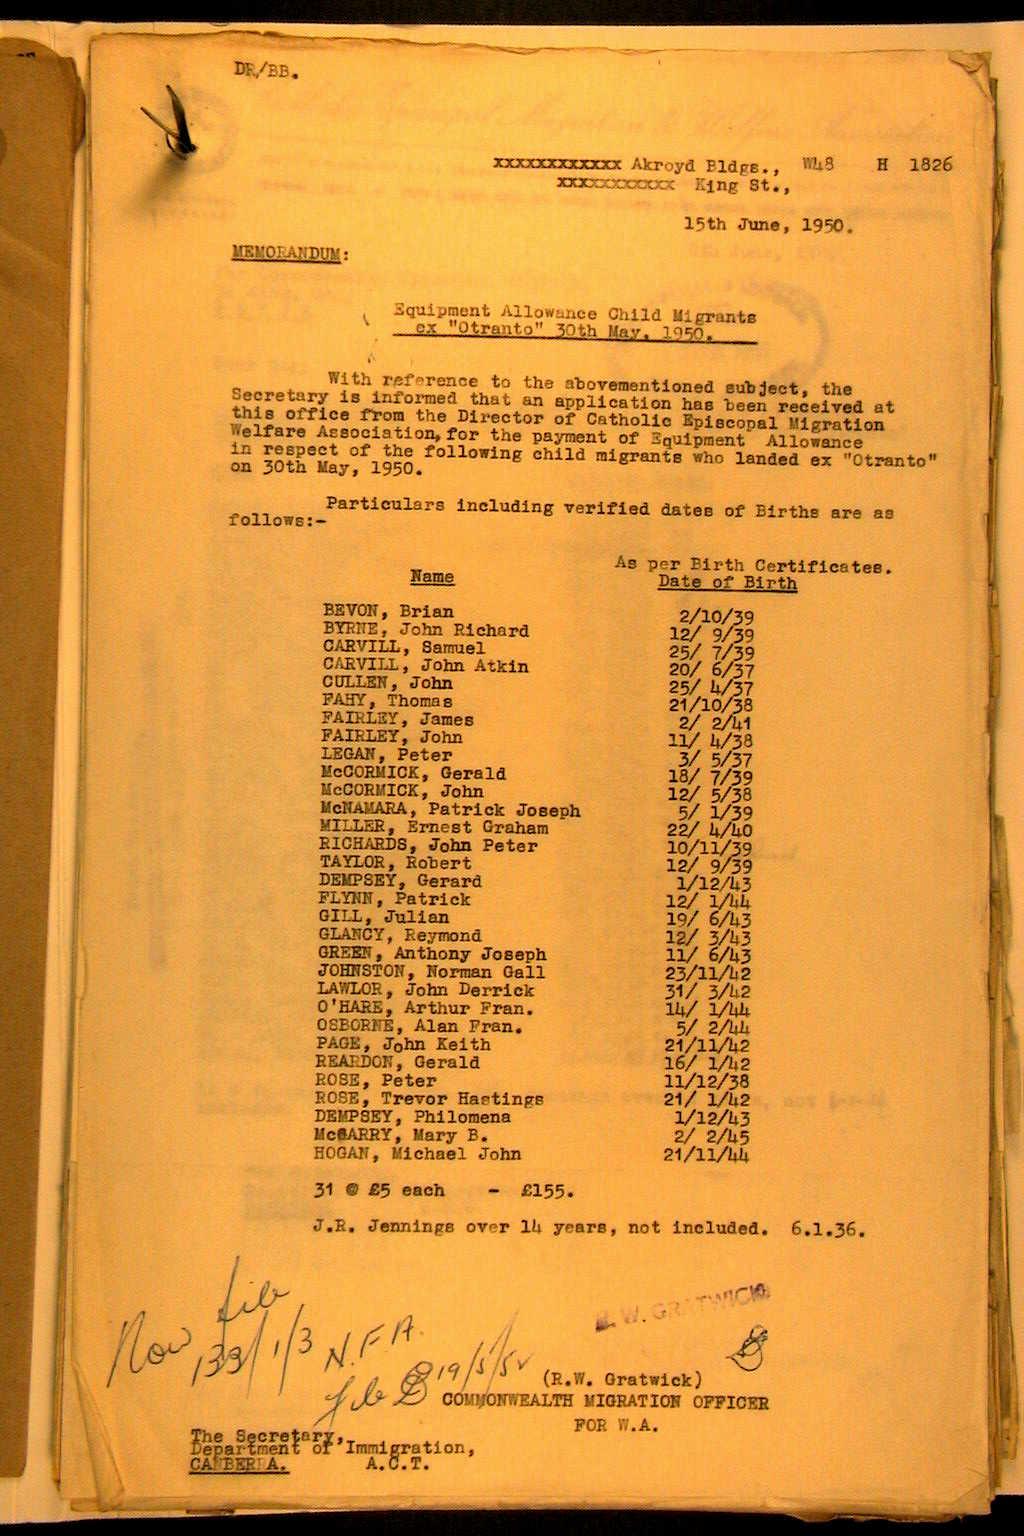 DR/BB.
xxxxxxxxxxxx Akroyd Bldgs., W48 H 1826
xxxxxxxxxxx King St.,
15th June, 1950.
MEMORANDUM:
Equipment Allowance Child Migrants
ex "Otranto" 30th May, 1950.
With reference to the abovementioned subject, the
Secretary is informed that an application has been received at
this office from the Director of Catholic Episcopal Migration
Welfare Association, for the payment of Equipment Allowance
in respect of the following child migrants who landed ex "Otranto"
on 30th May, 1950.
Particulars including verified dates of Births are as
follows:-
As per Birth Certificates.
Name Date of Birth
BEVON, Brian 2/10/39
BYRNE, John Richard 12/ 9/39
CARVILL, Samuel 25/ 7/39
CARVILL, John Atkin 20/ 6/37
CULLEN, John 25/ 4/37
FAHY, Thomas 21/10/38
FAIRLEY, James 2/ 2/41
FAIRLEY, John 11/ 4/38
LEGAN, Peter 3/ 5/37
McCORMICK, Gerald 18/ 7/39
McCORMICK, John 12/ 5/38
McNAMARA, Patrick Joseph 5/ 1/39
MILLER, Ernest Graham 22/ 4/40
RICHARDS, John Peter 10/11/39
TAYLOR, Robert 12/ 9/39
DEMPSEY, Gerard 1/12/43
FLYNN, Patrick 12/ 1/44
GILL, Julian 19/ 6/43
GLANCY, Reymond 12/ 3/43
GREEN, Anthony Joseph 11/ 6/43
JOHNSTON, Norman Gall 23/11/42
LAWLOR, John Derrick 31/ 3/42
O'HARE, Arthur Fran. 14/ 1/44
OSBORNE, Alan Fran. 5/ 2/44
PAGE, John Keith 21/11/42
REARDON, Gerald 16/ 1/42
ROSE, Peter 11/12/38
ROSE, Trevor Hastings 21/ 1/42
DEMPSEY, Philomena 1/12/43
McGARRY, Mary B. 2/ 2/45
HOGAN, Michael John 21/11/44
31 @ £5 each - £155.
J.R. Jennings over 14 years, not included. 6.1.36.
Now file
133/1/3
N.F.A.
file 19/5/52
R.W. GRATWICK
(R.W. Gratwick)
COMMONWEALTH MIGRATION OFFICER
FOR W.A.
The Secretary,
Department of Immigration,
CANBERRA. A.C.T.